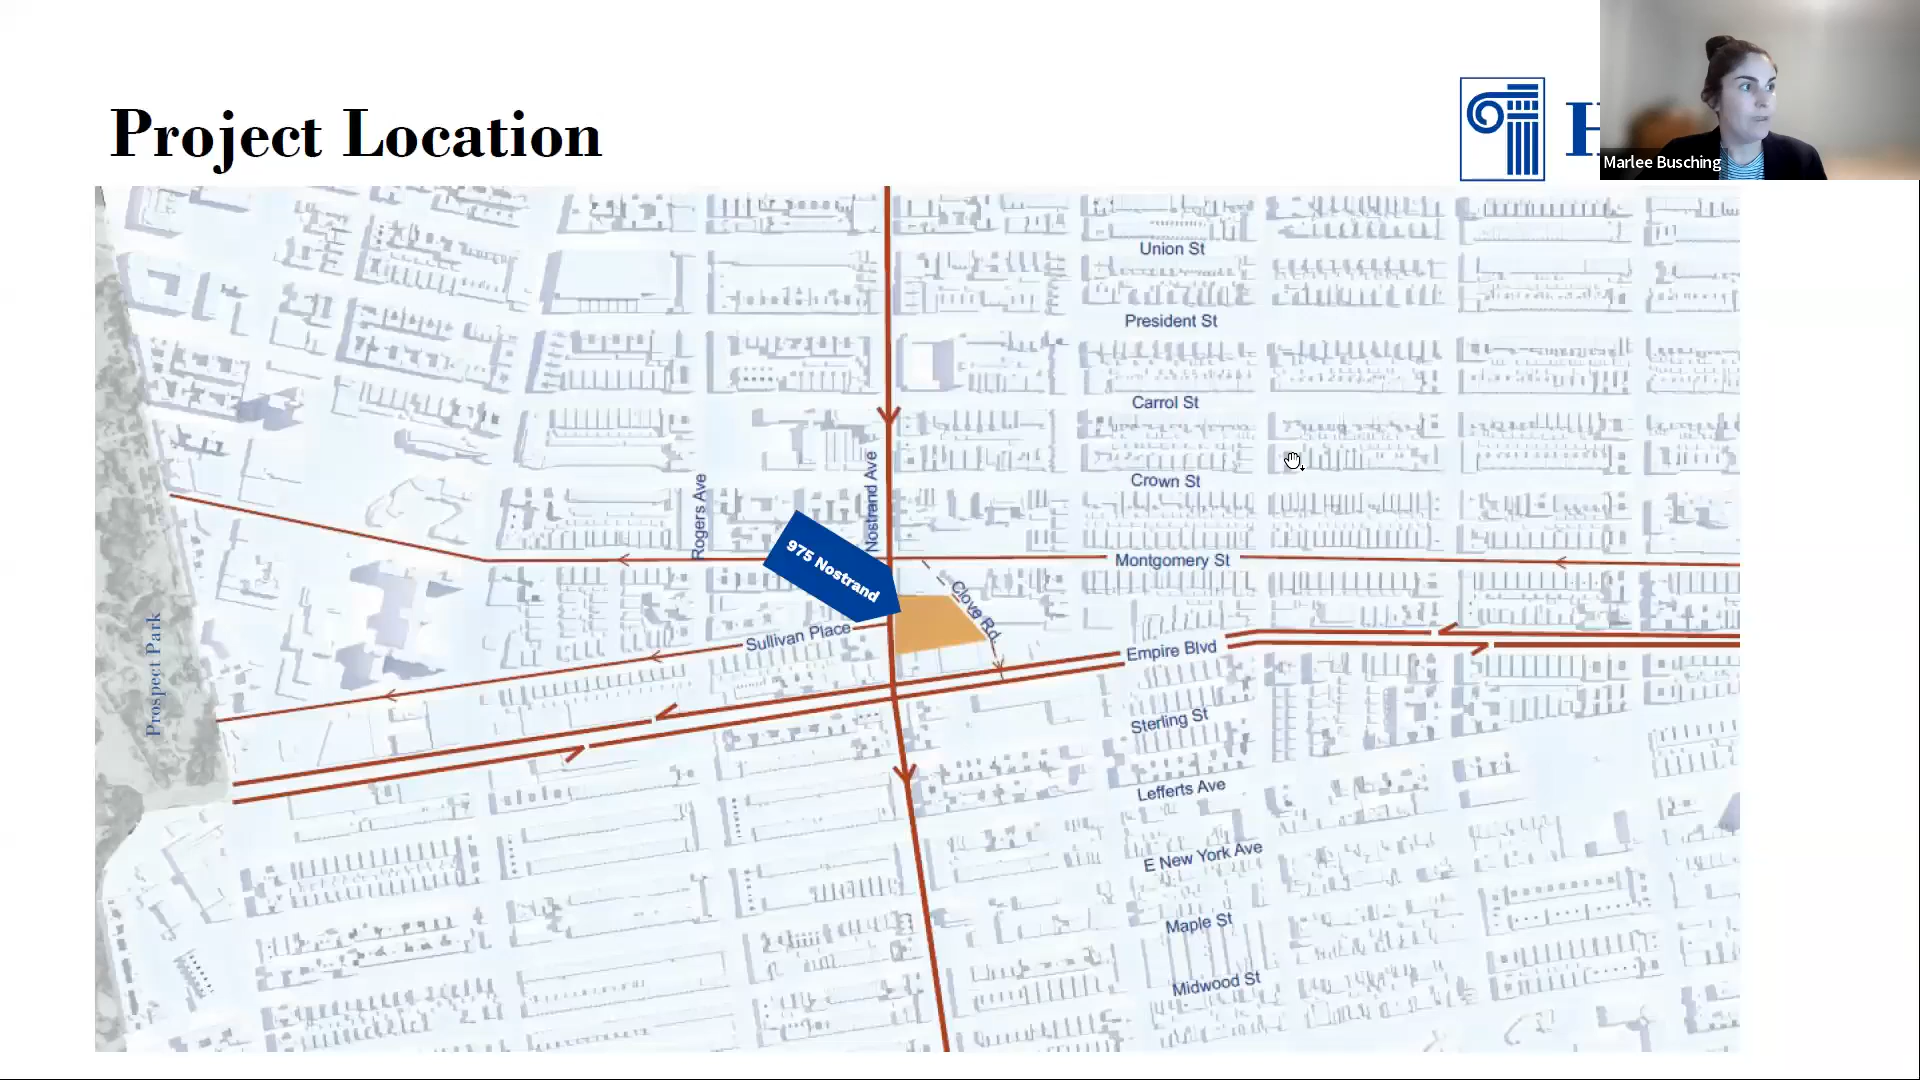 Project Location
H
Marlee Busching
Union St
President St
Carrol St
Crown St
Rogers Ave
Nostrand Ave
Montgomery St
975 Nostrand
Clove Rd
Sullivan Place
Empire Blvd
Prospect Park
Sterling St
Lefferts Ave
E New York Ave
Maple St
Midwood St